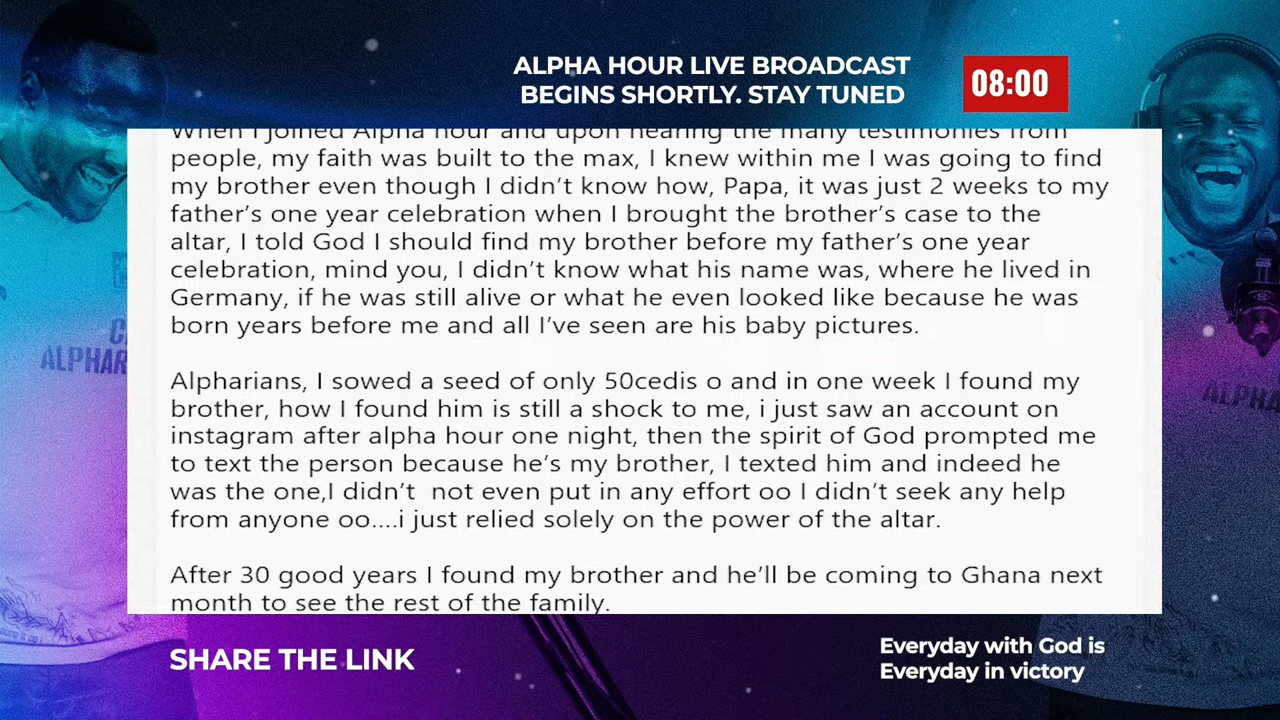 ALPHA HOUR LIVE BROADCAST
BEGINS SHORTLY. STAY TUNED
08:00
When I joined Alpha hour and upon hearing the many testimonies from
people, my faith was built to the max, I knew within me I was going to find
my brother even though I didn't know how, Papa, it was just 2 weeks to my
father's one year celebration when I brought the brother's case to the
altar, I told God I should find my brother before my father's one year
celebration, mind you, I didn't know what his name was, where he lived in
Germany, if he was still alive or what he even looked like because he was
born years before me and all I've seen are his baby pictures.
Alpharians, I sowed a seed of only 50cedis o and in one week I found my
brother, how I found him is still a shock to me, i just saw an account on
instagram after alpha hour one night, then the spirit of God prompted me
to text the person because he's my brother, I texted him and indeed he
was the one,I didn't  not even put in any effort oo I didn't seek any help
from anyone oo....i just relied solely on the power of the altar.
After 30 good years I found my brother and he'll be coming to Ghana next
month to see the rest of the family.
SHARE THE LINK
Everyday with God is
Everyday in victory